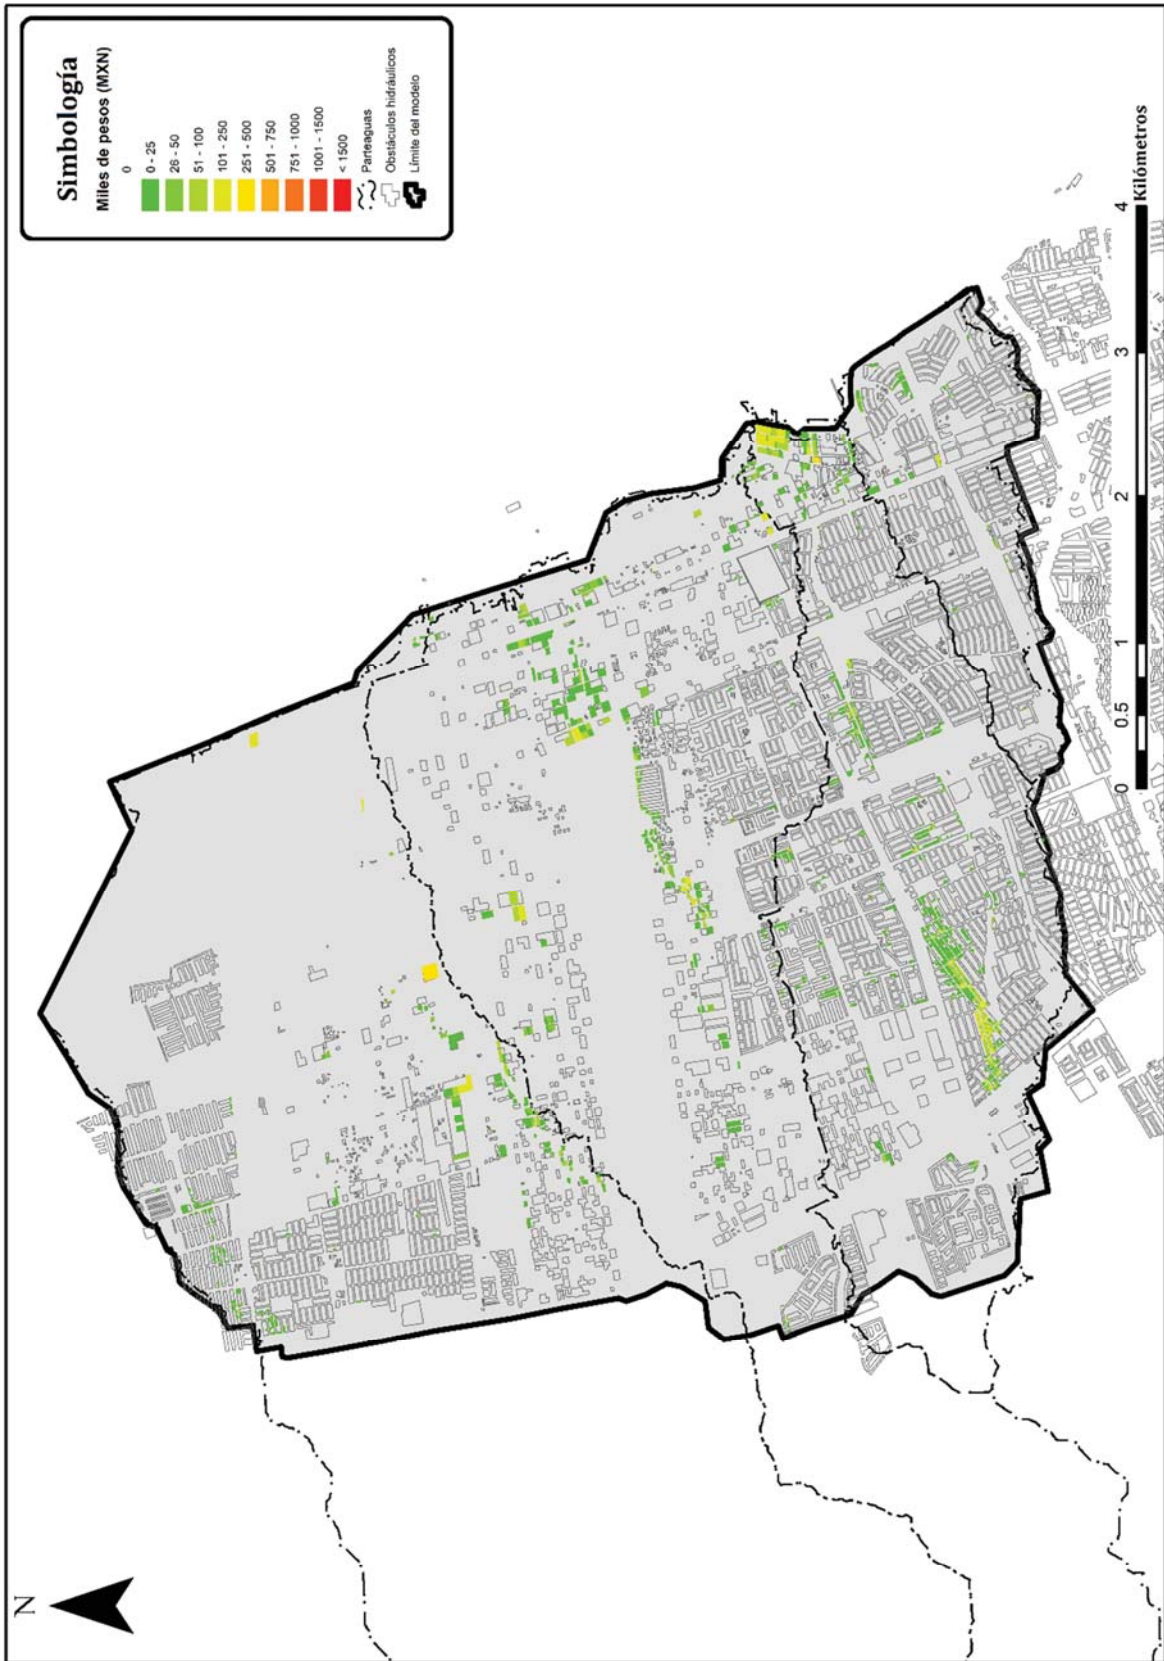 Simbología
Miles de pesos (MXN)
0
0 - 25
26 - 50
51 - 100
101 - 250
251 - 500
501 - 750
751 - 1000
1001 - 1500
< 1500
Parteaguas
Obstáculos hidráulicos
Límite del modelo
N
0 0.5 1 2 3 4
Kilómetros